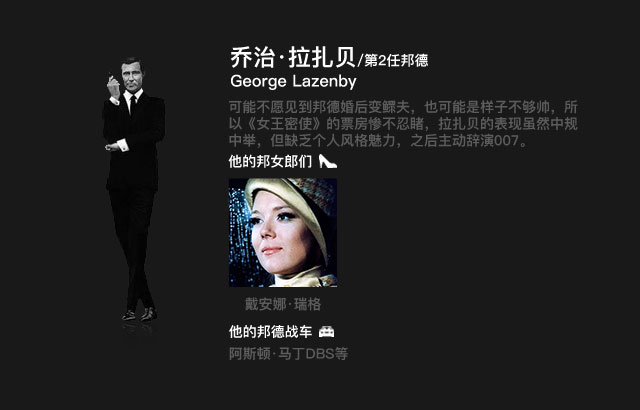 乔治·拉扎贝/第2任邦德
George Lazenby
可能不愿见到邦德婚后变鳏夫，也可能是样子不够帅，所
以《女王密使》的票房惨不忍睹，拉扎贝的表现虽然中规
中举，但缺乏个人风格魅力，之后主动辞演007。
他的邦女郎们
戴安娜·瑞格
他的邦德战车
阿斯顿·马丁DBS等